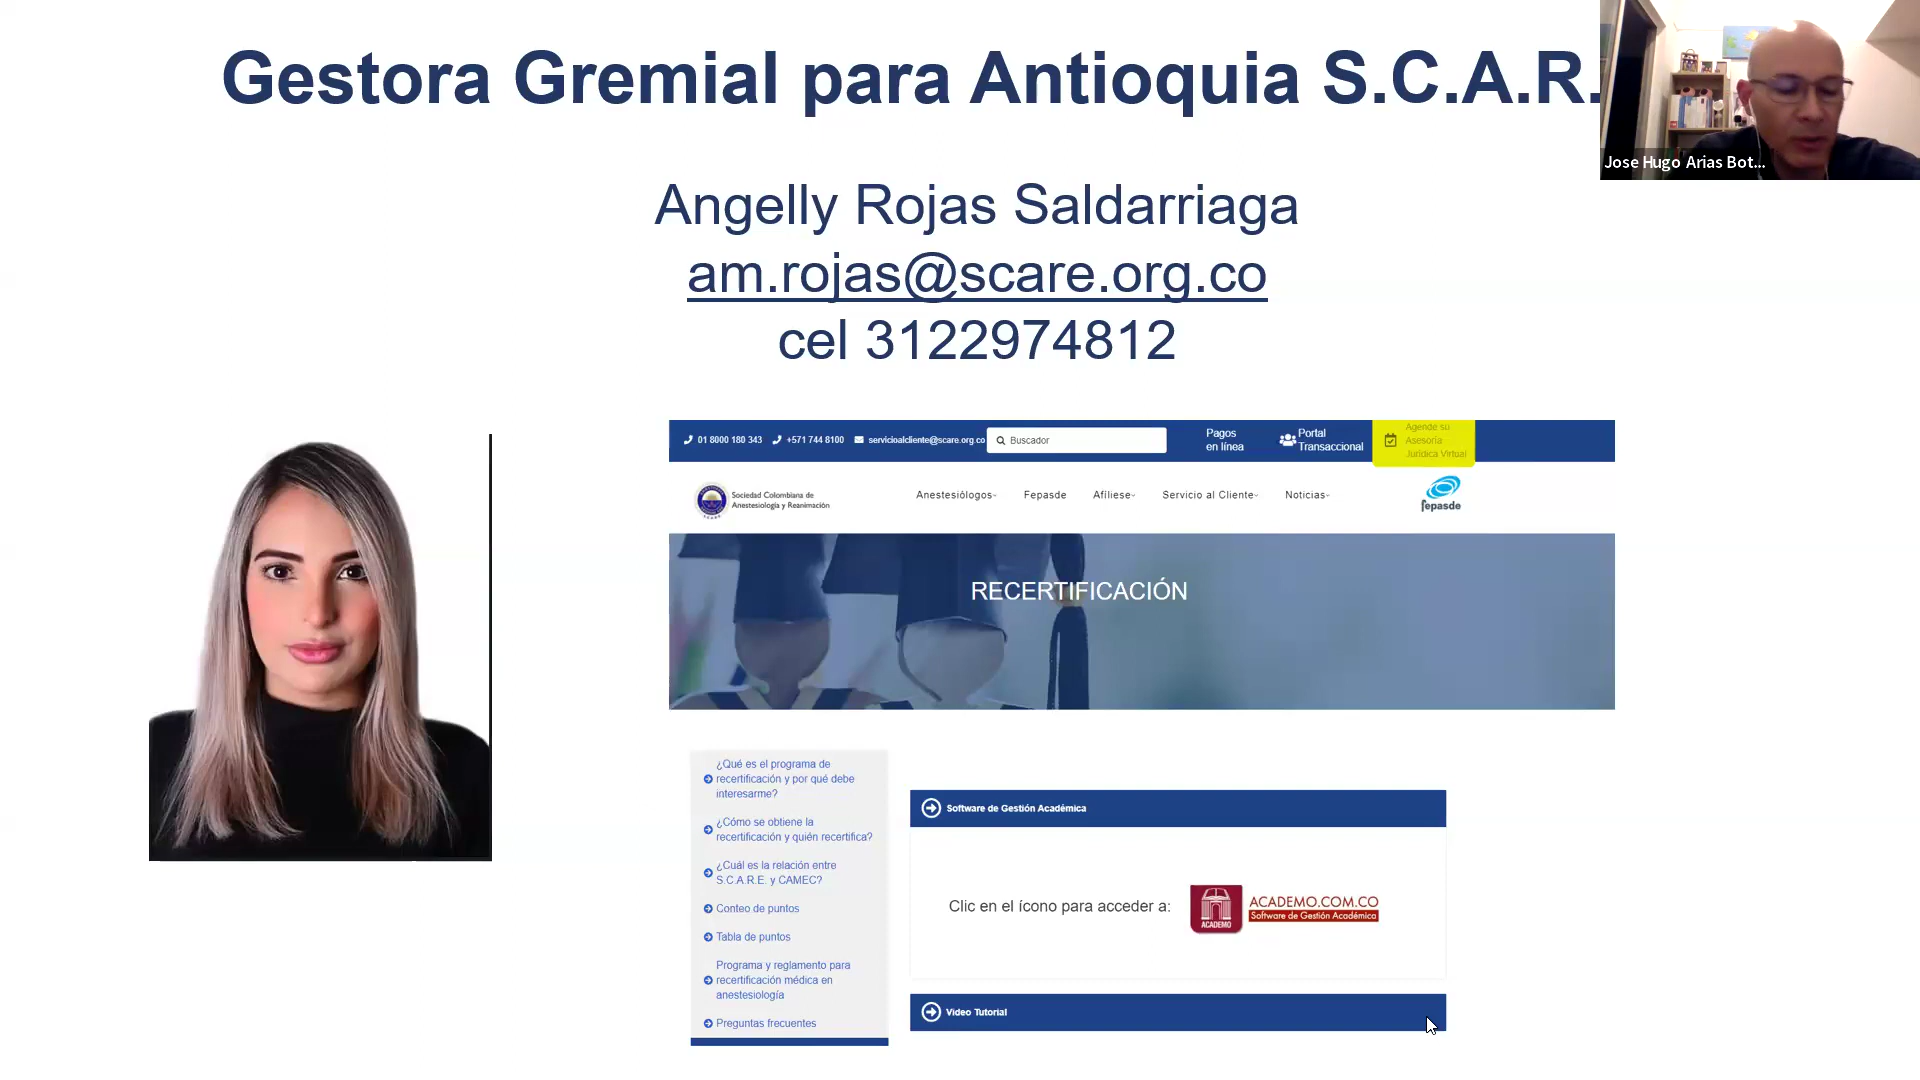 Gestora Gremial para Antioquia S.C.A.R.
Jose Hugo Arias Bot...
Angelly Rojas Saldarriaga
am.rojas@scare.org.co
cel 3122974812
01 8000 180 343 +571 744 8100 servicioalcliente@scare.org.co Buscador
Pagos
en línea
Portal
Transaccional
Agende su
Asesoría
Jurídica Virtual
Sociedad Colombiana de
Anestesiología y Reanimación
Anestesiólogos Fepasde Afíliese Servicio al Cliente Noticias
fepasde
RECERTIFICACIÓN
¿Qué es el programa de
recertificación y por qué debe
interesarme?
¿Cómo se obtiene la
recertificación y quién recertifica?
¿Cuál es la relación entre
S.C.A.R.E. y CAMEC?
Conteo de puntos
Tabla de puntos
Programa y reglamento para
recertificación médica en
anestesiología
Preguntas frecuentes
Software de Gestión Académica
Clic en el ícono para acceder a:
ACADEMO
ACADEMO.COM.CO
Software de Gestión Académica
Video Tutorial